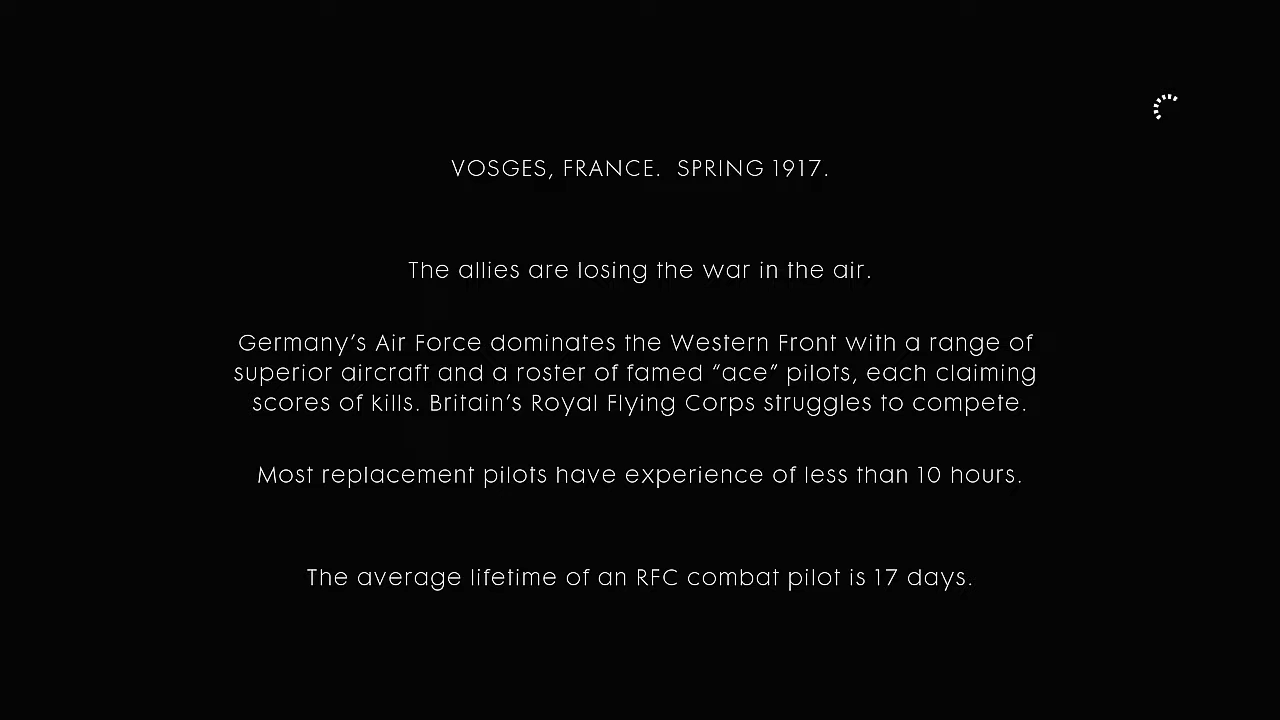 VOSGES, FRANCE.  SPRING 1917.
The allies are losing the war in the air.
Germany’s Air Force dominates the Western Front with a range of
superior aircraft and a roster of famed “ace” pilots, each claiming
scores of kills. Britain’s Royal Flying Corps struggles to compete.
Most replacement pilots have experience of less than 10 hours.
The average lifetime of an RFC combat pilot is 17 days.